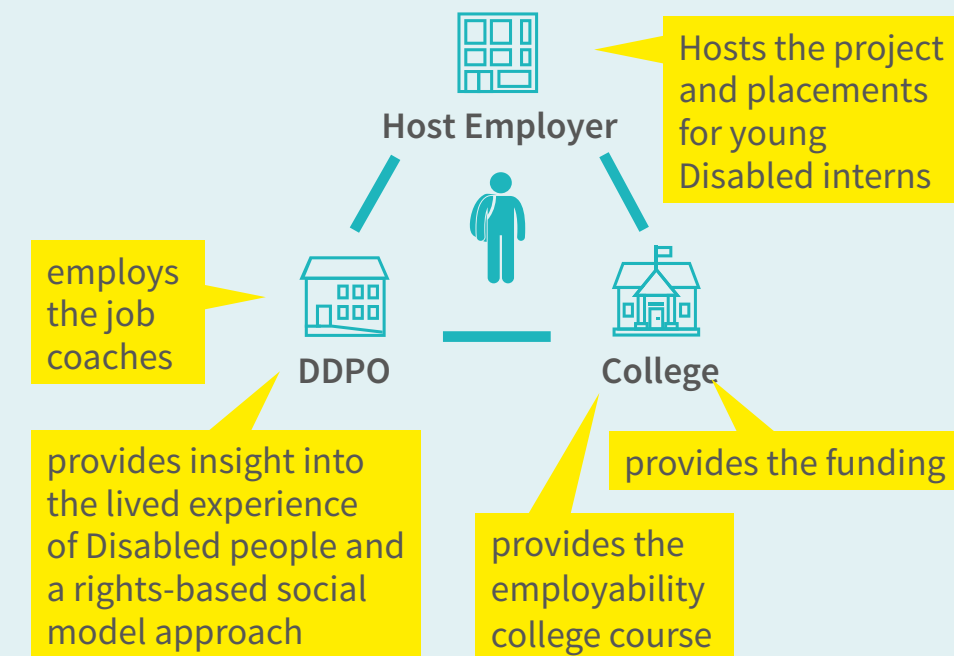 Hosts the project
and placements
for young
Disabled interns
Host Employer
employs
the job
coaches
DDPO
College
provides insight into
the lived experience
of Disabled people and
a rights-based social
model approach
provides the funding
provides the
employability
college course